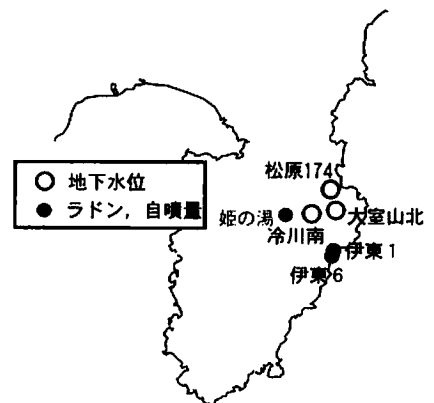 松原174
地下水位
ラドン，自噴量
姫の湯
大室山北
冷川南
伊東1
伊東6